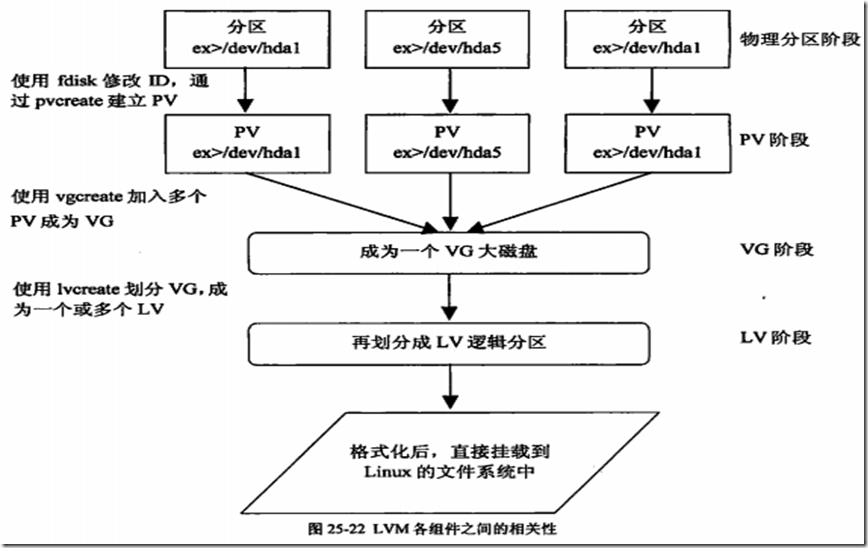 分区
ex>/dev/hda1
分区
ex>/dev/hda5
分区
ex>/dev/hda1
物理分区阶段
使用 fdisk 修改 ID，通
过 pvcreate 建立 PV
PV
ex>/dev/hda1
PV
ex>/dev/hda5
PV
ex>/dev/hda1
PV 阶段
使用 vgcreate 加入多个
PV 成为 VG
成为一个 VG 大磁盘
VG 阶段
使用 lvcreate 划分 VG，成
为一个或多个 LV
再划分成 LV 逻辑分区
LV 阶段
格式化后，直接挂载到
Linux 的文件系统中
图 25-22 LVM 各组件之间的相关性